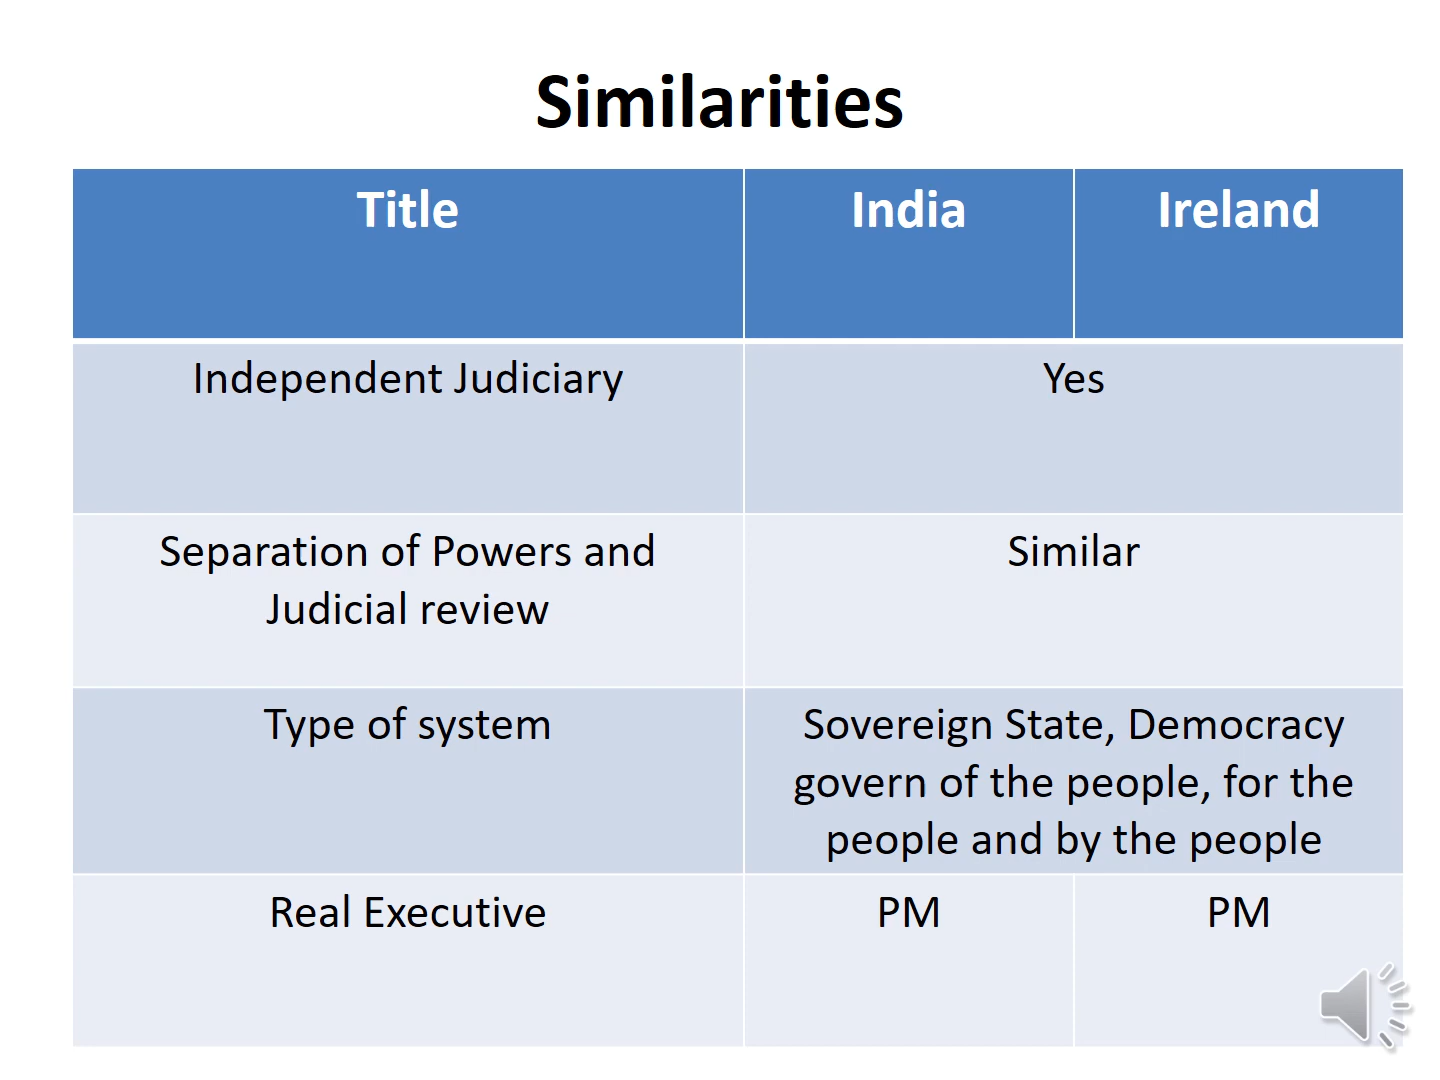 Similarities
Title India Ireland
Independent Judiciary Yes
Separation of Powers and Similar
Judicial review
Type of system Sovereign State, Democracy
govern of the people, for the
people and by the people
Real Executive PM PM